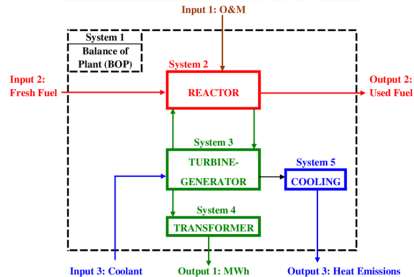 Input 1: O&M
System 1
Balance of
Plant (BOP)
System 2
Input 2:
Fresh Fuel
REACTOR
Output 2:
Used Fuel
System 3
TURBINE-
GENERATOR
System 5
COOLING
System 4
TRANSFORMER
Input 3: Coolant
Output 1: MWh
Output 3: Heat Emissions